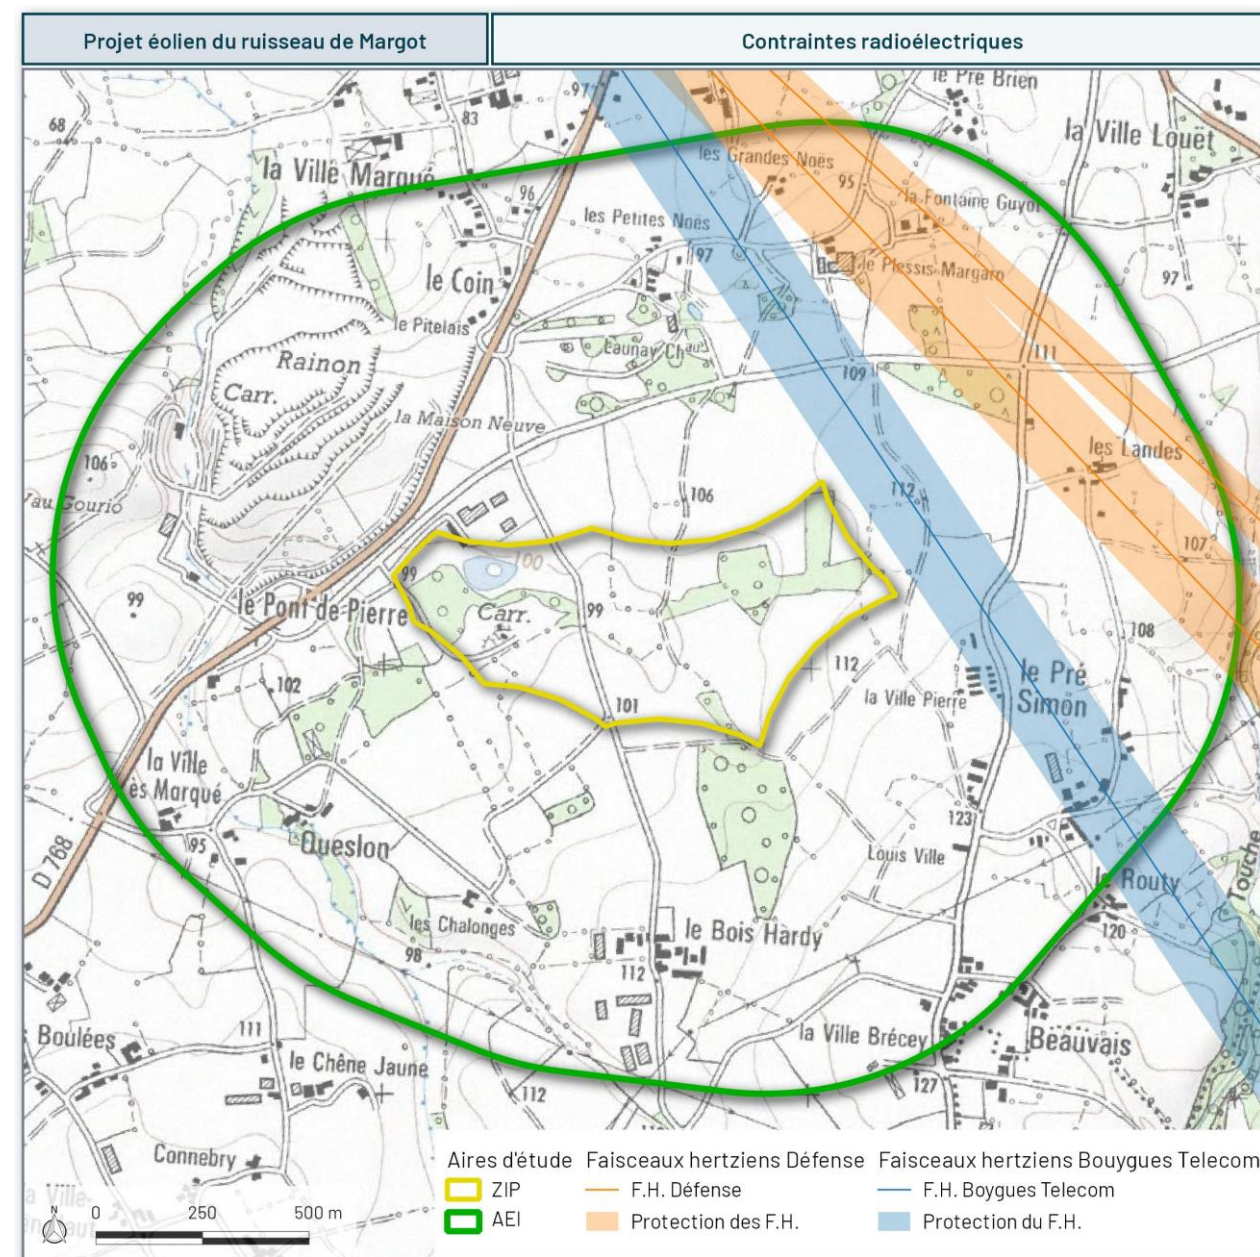 Projet éolien du ruisseau de Margot
Contraintes radioélectriques
97
le Pré Brien
68
83
la Ville Louët
la Ville Marqué
les Grandes Noës
96
95
la Fontaine Guyot
les Petites Noës
97
le Plessis-Margaro
97
le Coin
le Pitelais
Launay Chau
111
Rainon
109
Carr.
la Maison Neuve
les Landes
106
106
112
au Gourio
107
100
99
99
le Pont-de-Pierre
Carr.
99
108
112
102
la Ville Pierre
le Pré
Simon
101
la Ville
ès Marqué
123
95
Queslon
Louis Ville
D 768
le Routy
Touche
les Chalonges
le Bois Hardy
120
98
112
111
la Ville Brécey
Beauvais
Boulées
le Chêne Jaune
112
127
Connebry
Aires d'étude
ZIP
AEI
Faisceaux hertziens Défense
F.H. Défense
Protection des F.H.
Faisceaux hertziens Bouygues Telecom
F.H. Boygues Telecom
Protection du F.H.
N
0 250 500 m